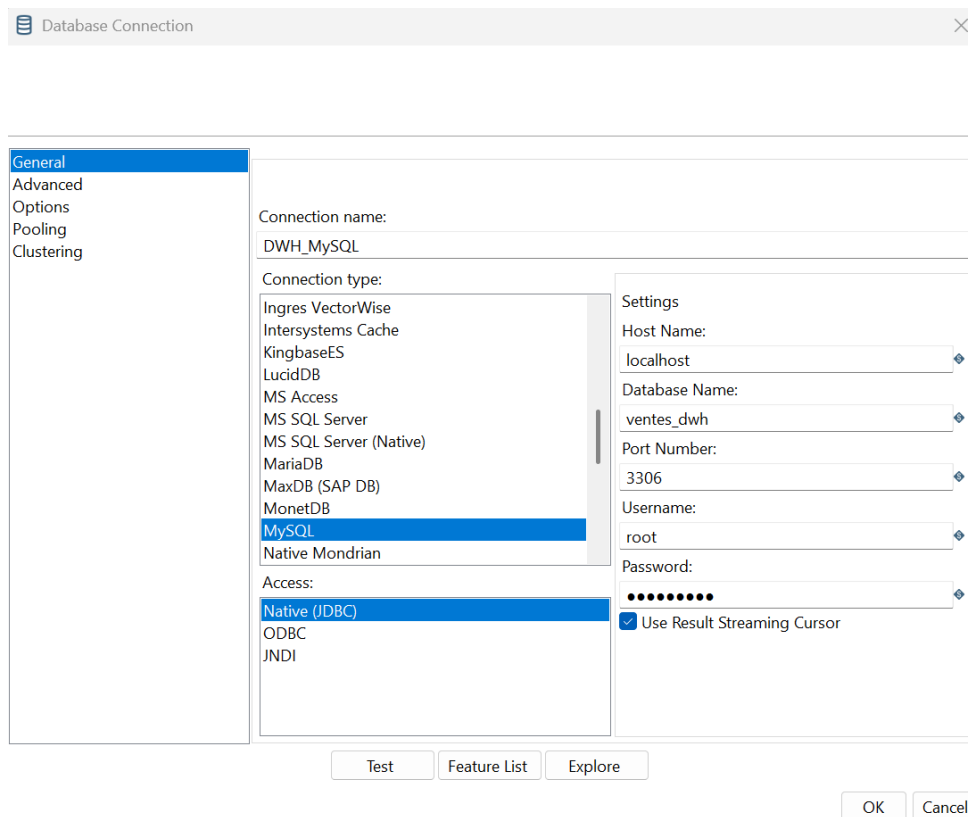 Database Connection
General
Advanced
Options
Pooling
Clustering
Connection name:
DWH_MySQL
Connection type:
Ingres VectorWise
Intersystems Cache
KingbaseES
LucidDB
MS Access
MS SQL Server
MS SQL Server (Native)
MariaDB
MaxDB (SAP DB)
MonetDB
MySQL
Native Mondrian
Access:
Native (JDBC)
ODBC
JNDI
Settings
Host Name:
localhost
Database Name:
ventes_dwh
Port Number:
3306
Username:
root
Password:
●●●●●●●●●
Use Result Streaming Cursor
Test
Feature List
Explore
OK
Cancel